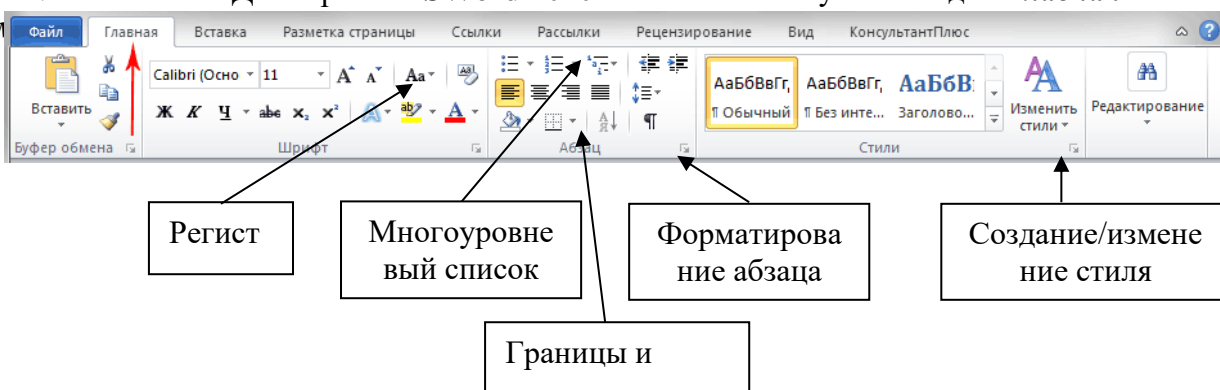 Файл Главная Вставка Разметка страницы Ссылки Рассылки Рецензирование Вид КонсультантПлюс
Calibri (Осно 11
Вставить
Ж К Ч abc x₂ x²
АаБбВвГг, АаБбВвГг, АаБбВ
¶ Обычный ¶ Без инте... Заголово...
Изменить
стили
Редактирование
Буфер обмена Шрифт Абзац Стили
Регист
Многоуровне
вый список
Форматирова
ние абзаца
Создание/измене
ние стиля
Границы и